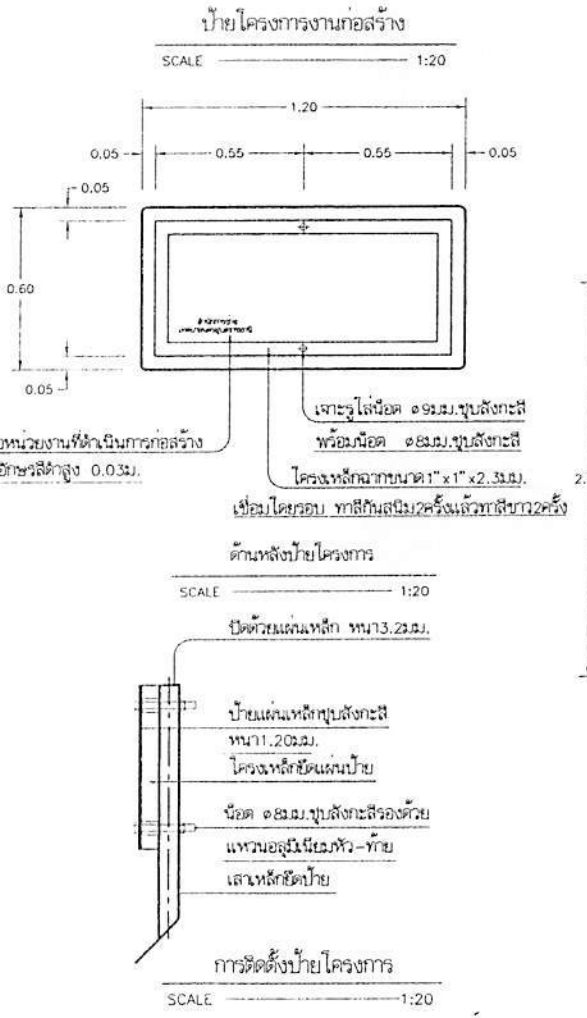 ป้ายโครงการงานก่อสร้าง
SCALE 1:20
1.20
0.05 0.55 0.55 0.05
0.05
0.60
0.05
เจาะรูใส่น๊อต ø9มม.ชุบสังกะสี
หน่วยงานที่ดำเนินการก่อสร้าง
พร้อมน๊อต ø8มม.ชุบสังกะสี
อักษรสีดำสูง 0.03ม.
โครงเหล็กฉากขนาด1"x1"x2.3มม.
2.
เชื่อมโดยรอบ ทาสีกันสนิม2ครั้งแล้วทาสีขาว2ครั้ง
ด้านหลังป้ายโครงการ
SCALE 1:20
ปิดด้วยแผ่นเหล็ก หนา3.2มม.
ป้ายแผ่นเหล็กชุบสังกะสี
หนา1.20มม.
โครงเหล็กยึดแผ่นป้าย
น๊อต ø8มม.ชุบสังกะสีรองด้วย
แหวนอลูมิเนียมหัว-ท้าย
เสาเหล็กยึดป้าย
การติดตั้งป้ายโครงการ
SCALE 1:20